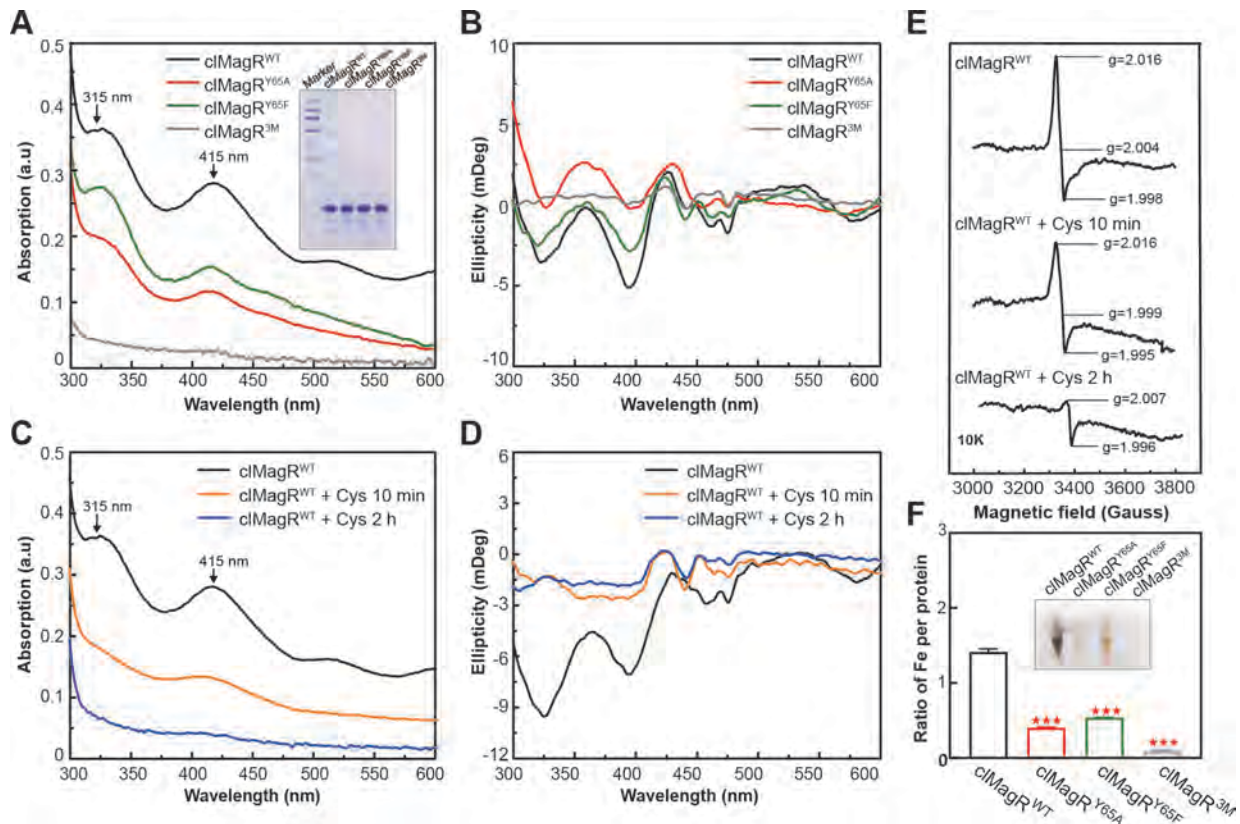 A
0.5
0.4
0.3
0.2
0.1
0
Absorption (a.u)
315 nm
415 nm
clMagR^WT
clMagR^Y65A
clMagR^Y65F
clMagR^3M
Marker
300 350 400 450 500 550 600
Wavelength (nm)
B
10
5
0
-5
-10
Ellipticity (mDeg)
clMagR^WT
clMagR^Y65A
clMagR^Y65F
clMagR^3M
300 350 400 450 500 550 600
Wavelength (nm)
C
0.5
0.4
0.3
0.2
0.1
0
Absorption (a.u)
315 nm
415 nm
clMagR^WT
clMagR^WT + Cys 10 min
clMagR^WT + Cys 2 h
300 350 400 450 500 550 600
Wavelength (nm)
D
6
3
0
-3
-6
-9
-12
Ellipticity (mDeg)
clMagR^WT
clMagR^WT + Cys 10 min
clMagR^WT + Cys 2 h
300 350 400 450 500 550 600
Wavelength (nm)
E
clMagR^WT
g=2.016
g=2.004
g=1.998
clMagR^WT + Cys 10 min
g=2.016
g=1.999
g=1.995
clMagR^WT + Cys 2 h
g=2.007
g=1.996
10K
3000 3200 3400 3600 3800
Magnetic field (Gauss)
F
3
2
1
0
Ratio of Fe per protein
clMagR^WT
clMagR^Y65A
clMagR^Y65F
clMagR^3M
★★★
★★★
★★★
clMagR^WT
clMagR^Y65A
clMagR^Y65F
clMagR^3M